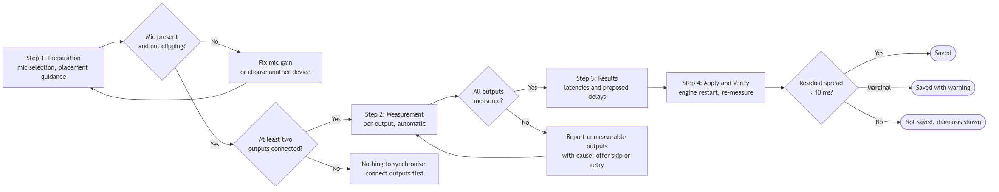 Step 1: Preparation
mic selection, placement
guidance
Mic present
and not clipping?
No
Fix mic gain
or choose another device
Yes
At least two
outputs connected?
Yes
No
Step 2: Measurement
per-output, automatic
Nothing to synchronise:
connect outputs first
All outputs
measured?
Yes
No
Step 3: Results
latencies and proposed
delays
Report unmeasurable
outputs
with cause; offer skip or
retry
Step 4: Apply and Verify
engine restart, re-measure
Residual spread
≤ 10 ms?
Yes
Marginal
No
Saved
Saved with warning
Not saved, diagnosis shown